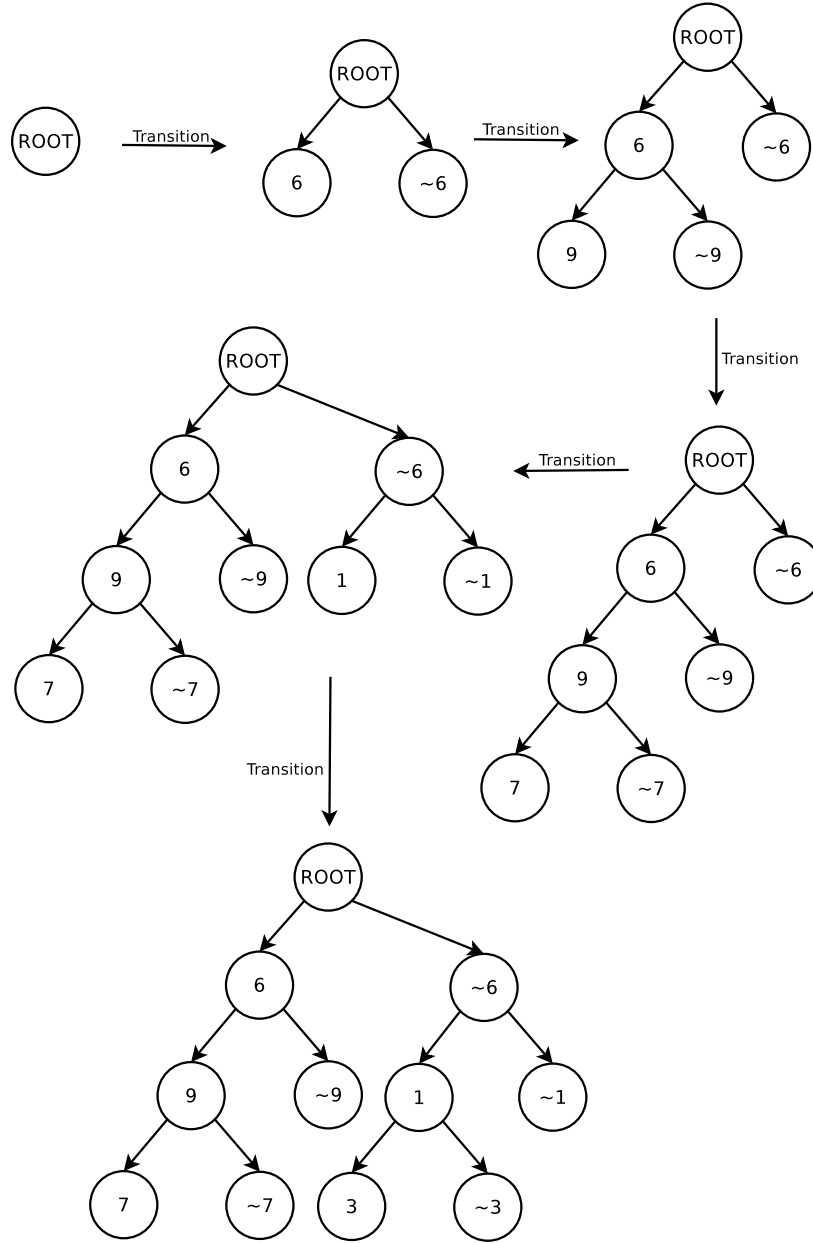 ROOT
Transition
ROOT
6
~6
Transition
ROOT
6
~6
9
~9
Transition
ROOT
6
~6
9
~9
7
~7
Transition
ROOT
6
~6
9
~9
1
~1
7
~7
Transition
ROOT
6
~6
9
~9
1
~1
7
~7
3
~3